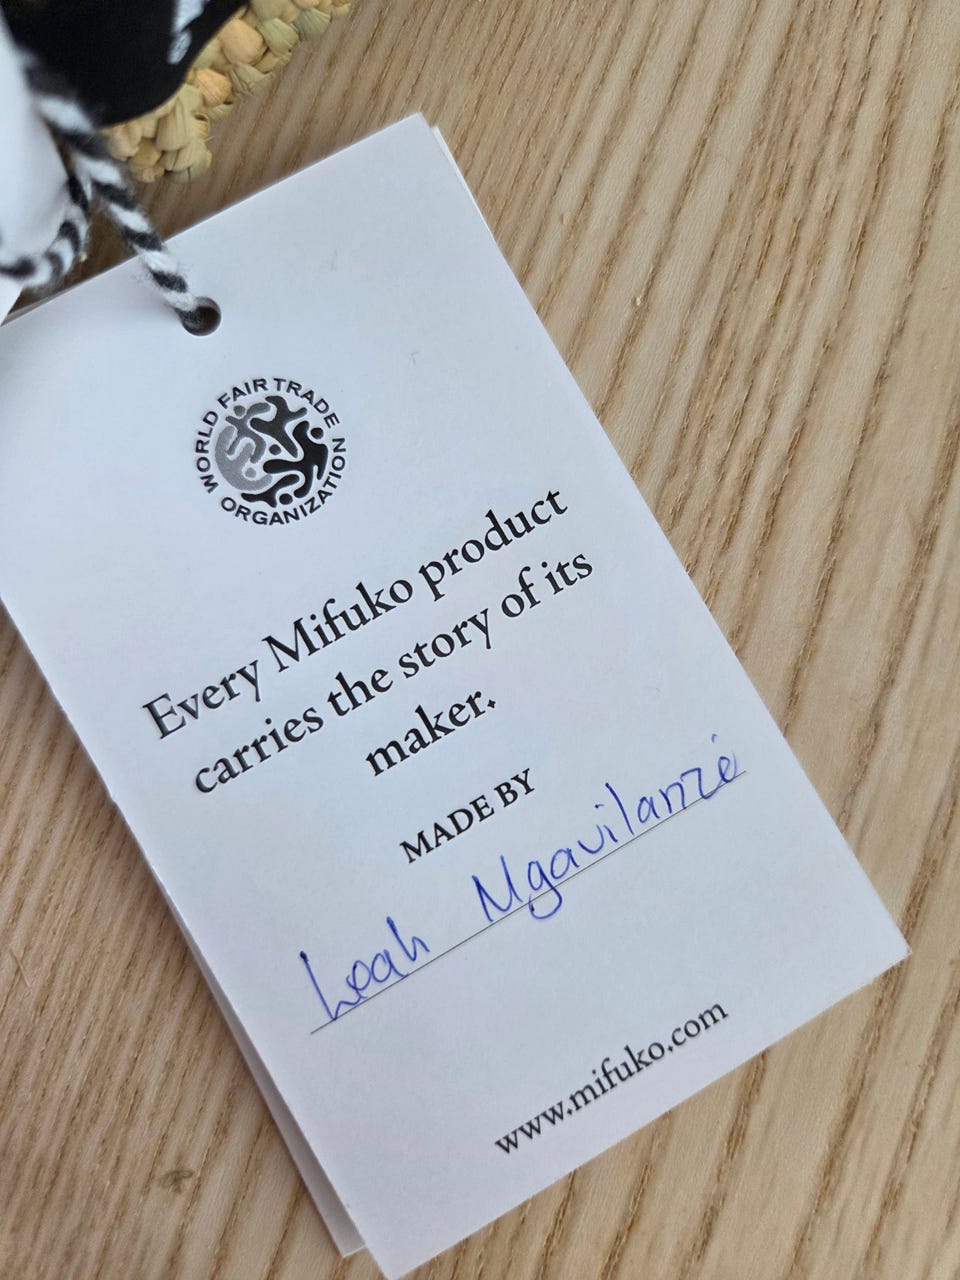 WORLD FAIR TRADE ORGANIZATION
Every Mifuko product
carries the story of its
maker.
MADE BY
Leah Mgavilanzé
www.mifuko.com